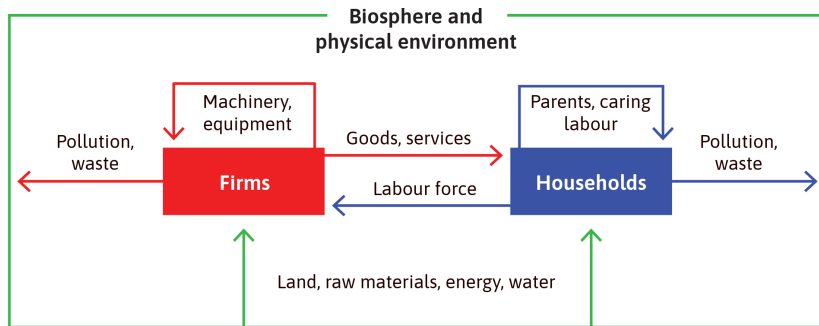 Biosphere and
physical environment
Machinery,
equipment
Parents, caring
labour
Pollution,
waste
Goods, services
Pollution,
waste
Firms
Labour force
Households
Land, raw materials, energy, water